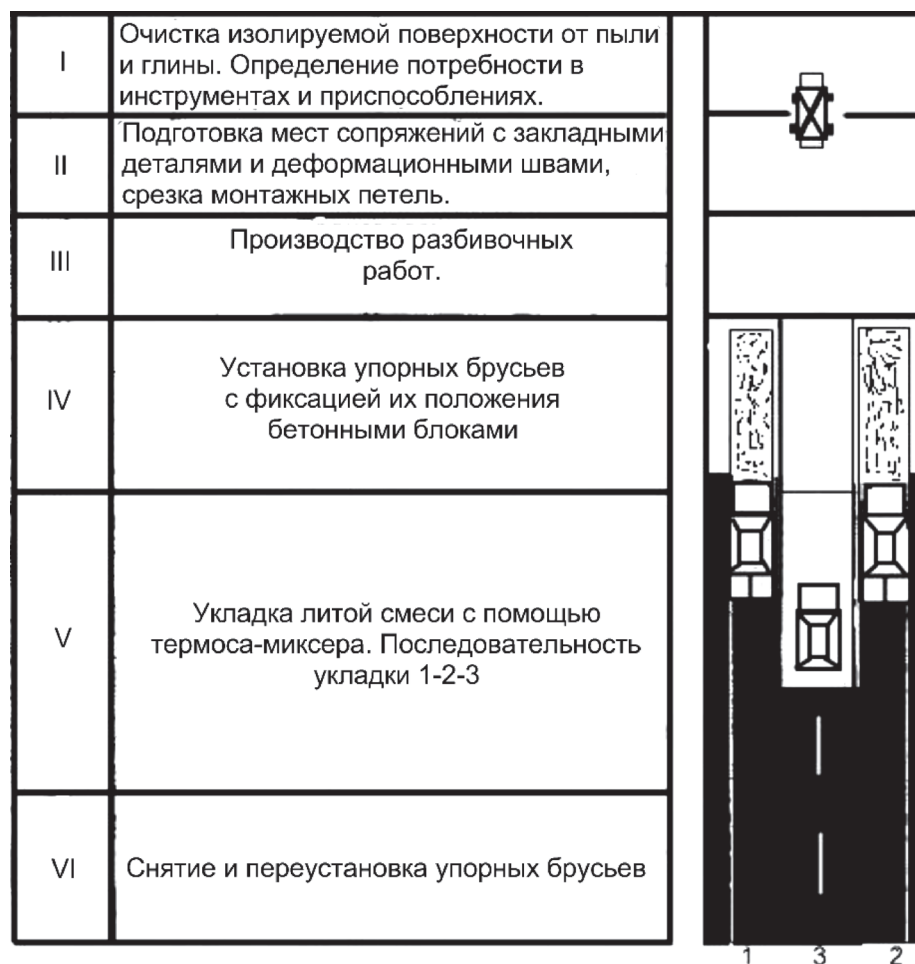 I
Очистка изолируемой поверхности от пыли
и глины. Определение потребности в
инструментах и приспособлениях.
II
Подготовка мест сопряжений с закладными
деталями и деформационными швами,
срезка монтажных петель.
III
Производство разбивочных
работ.
IV
Установка упорных брусьев
с фиксацией их положения
бетонными блоками
V
Укладка литой смеси с помощью
термоса-миксера. Последовательность
укладки 1-2-3
VI
Снятие и переустановка упорных брусьев
1 3 2